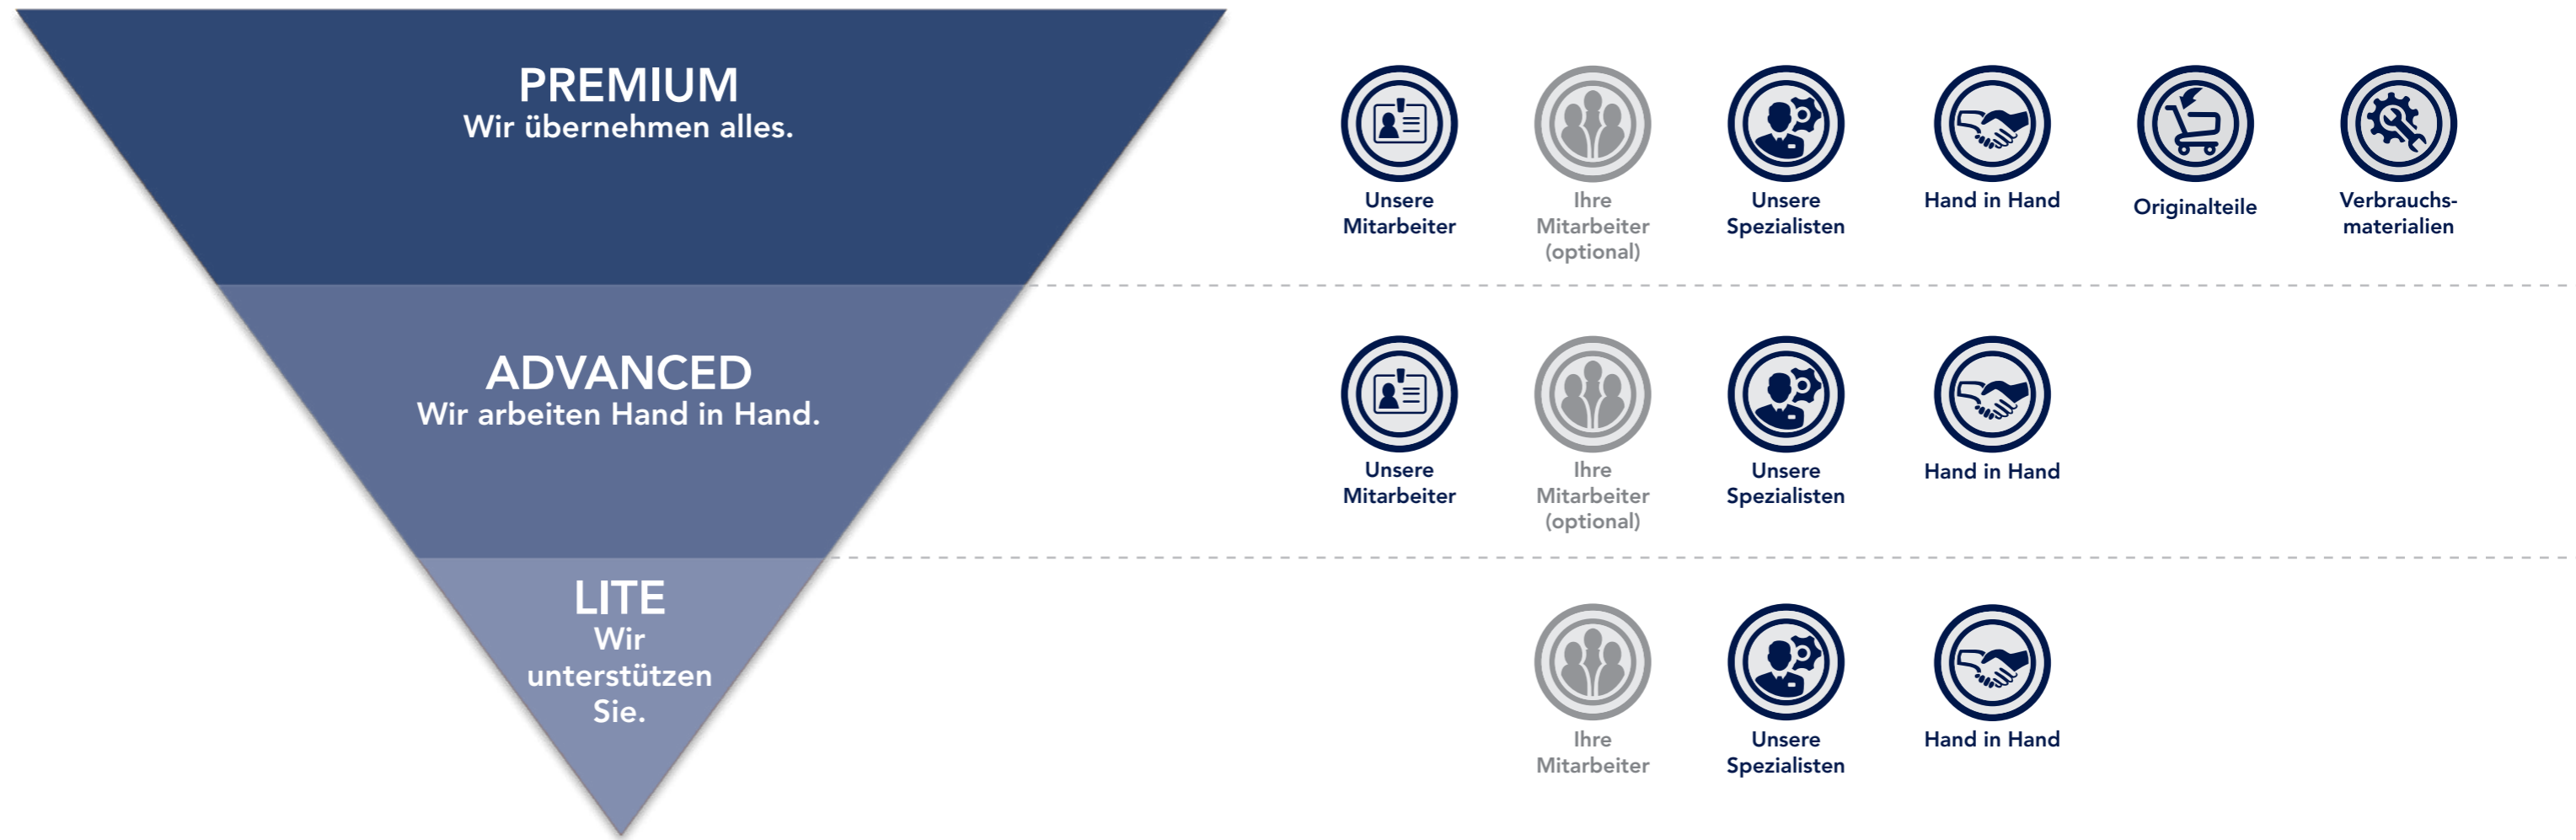 PREMIUM
Wir übernehmen alles.
Unsere
Mitarbeiter
Ihre
Mitarbeiter
(optional)
Unsere
Spezialisten
Hand in Hand
Originalteile
Verbrauchs-
materialien
ADVANCED
Wir arbeiten Hand in Hand.
Unsere
Mitarbeiter
Ihre
Mitarbeiter
(optional)
Unsere
Spezialisten
Hand in Hand
LITE
Wir
unterstützen
Sie.
Ihre
Mitarbeiter
Unsere
Spezialisten
Hand in Hand